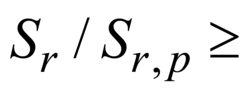 S_r / S_{r,p} ≥